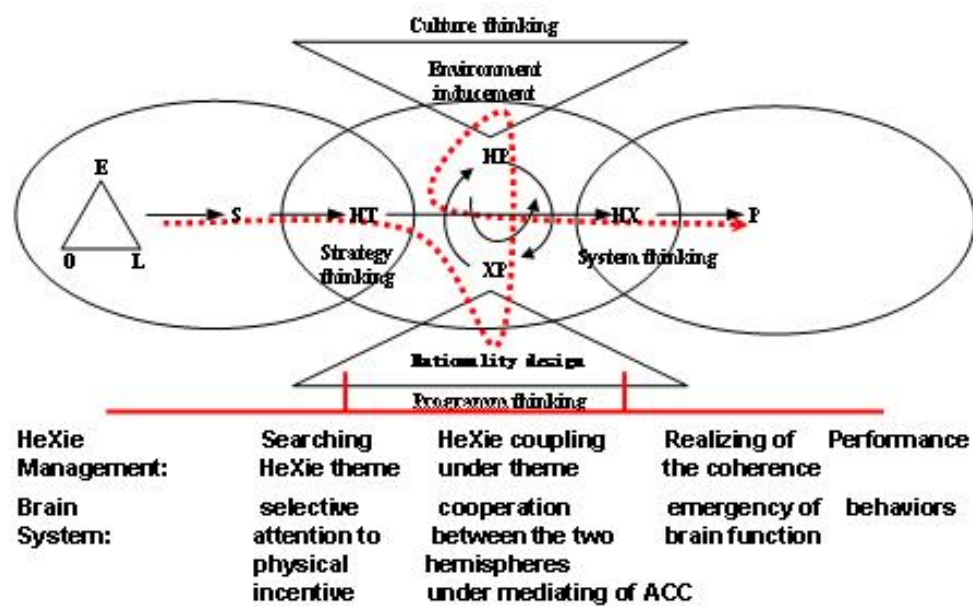 Culture thinking
Environment
inducement
E
HP
S
HT
HX
P
O
L
Strategy
thinking
System thinking
XP
Rationality design
Programm thinking
HeXie Searching HeXie coupling Realizing of Performance
Management: HeXie theme under theme the coherence
Brain selective cooperation emergency of behaviors
System: attention to between the two brain function
physical hemispheres
incentive under mediating of ACC